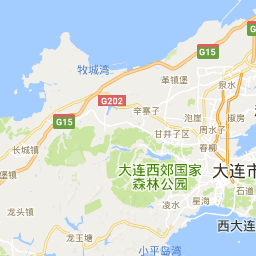 G15
牧城湾
革镇堡
泉水
G202
辛寨子
泡崖
椒房
G15
周水子
甘井子区
春柳
长城镇
大连西郊国家
森林公园
大连市
石道
龙头镇
凌水
星海
西大连
龙王塘
小平岛湾